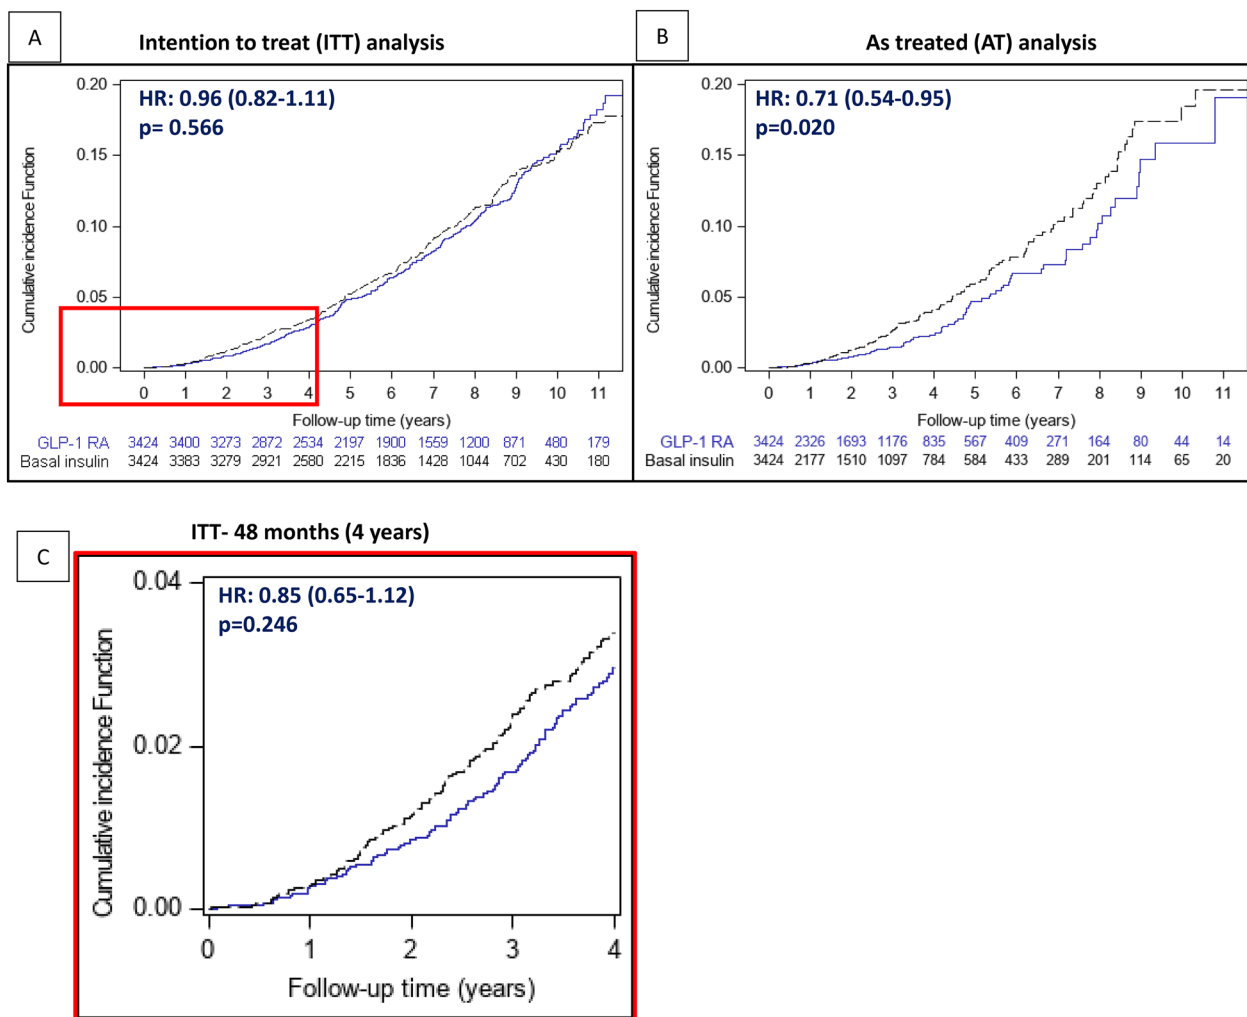 A
Intention to treat (ITT) analysis
HR: 0.96 (0.82-1.11)
p= 0.566
Cumulative incidence Function
0.20
0.15
0.10
0.05
0.00
0 1 2 3 4 5 6 7 8 9 10 11
Follow-up time (years)
GLP-1 RA 3424 3400 3273 2872 2534 2197 1900 1559 1200 871 480 179
Basal insulin 3424 3383 3279 2921 2580 2215 1836 1428 1044 702 430 180
B
As treated (AT) analysis
HR: 0.71 (0.54-0.95)
p=0.020
Cumulative incidence Function
0.20
0.15
0.10
0.05
0.00
0 1 2 3 4 5 6 7 8 9 10 11
Follow-up time (years)
GLP-1 RA 3424 2326 1693 1176 835 567 409 271 164 80 44 14
Basal insulin 3424 2177 1510 1097 784 584 433 289 201 114 65 20
C
ITT- 48 months (4 years)
HR: 0.85 (0.65-1.12)
p=0.246
Cumulative incidence Function
0.04
0.02
0.00
0 1 2 3 4
Follow-up time (years)